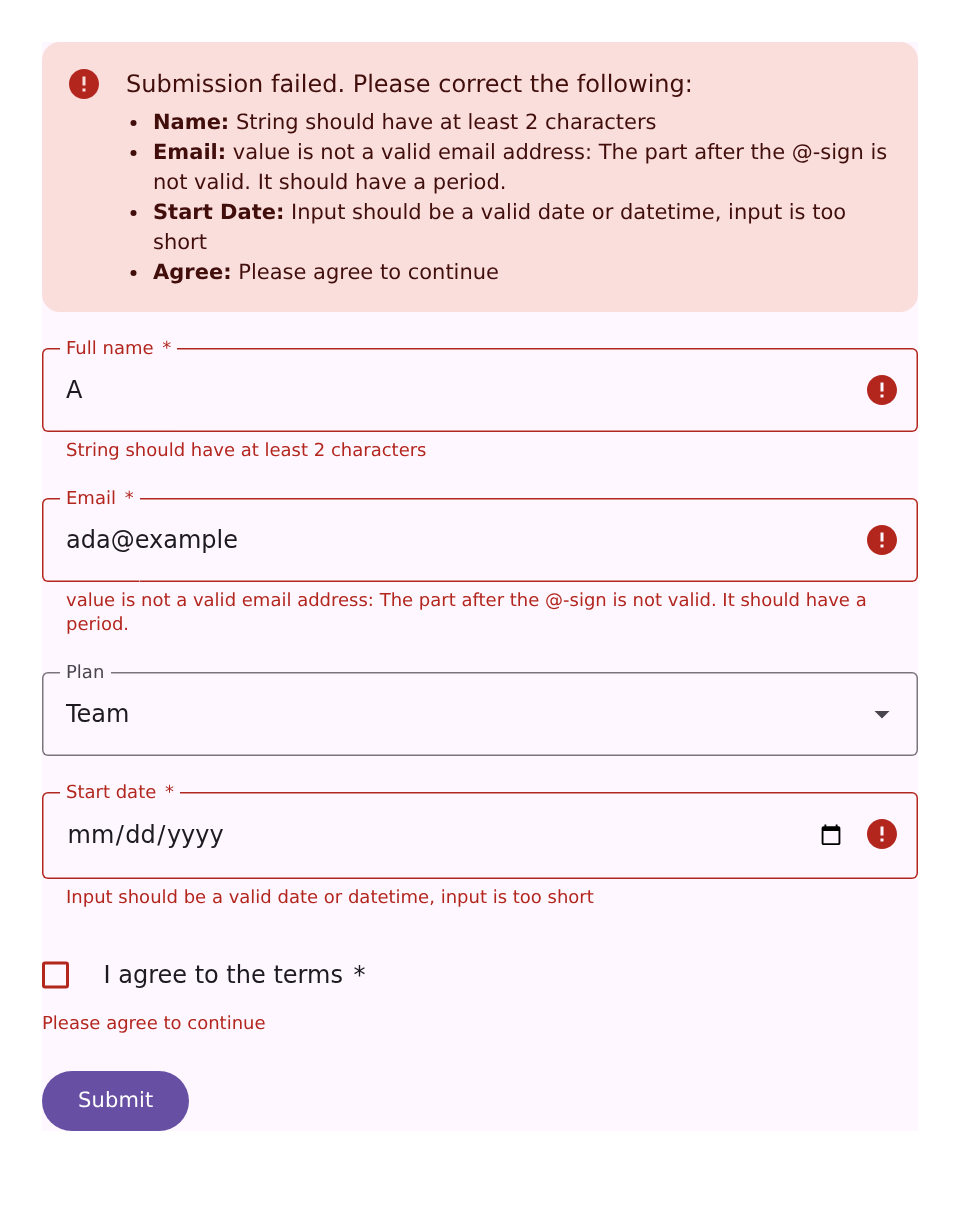 Submission failed. Please correct the following:
• Name: String should have at least 2 characters
• Email: value is not a valid email address: The part after the @-sign is
not valid. It should have a period.
• Start Date: Input should be a valid date or datetime, input is too
short
• Agree: Please agree to continue
Full name *
A
String should have at least 2 characters
Email *
ada@example
value is not a valid email address: The part after the @-sign is not valid. It should have a
period.
Plan
Team
Start date *
mm/dd/yyyy
Input should be a valid date or datetime, input is too short
I agree to the terms *
Please agree to continue
Submit